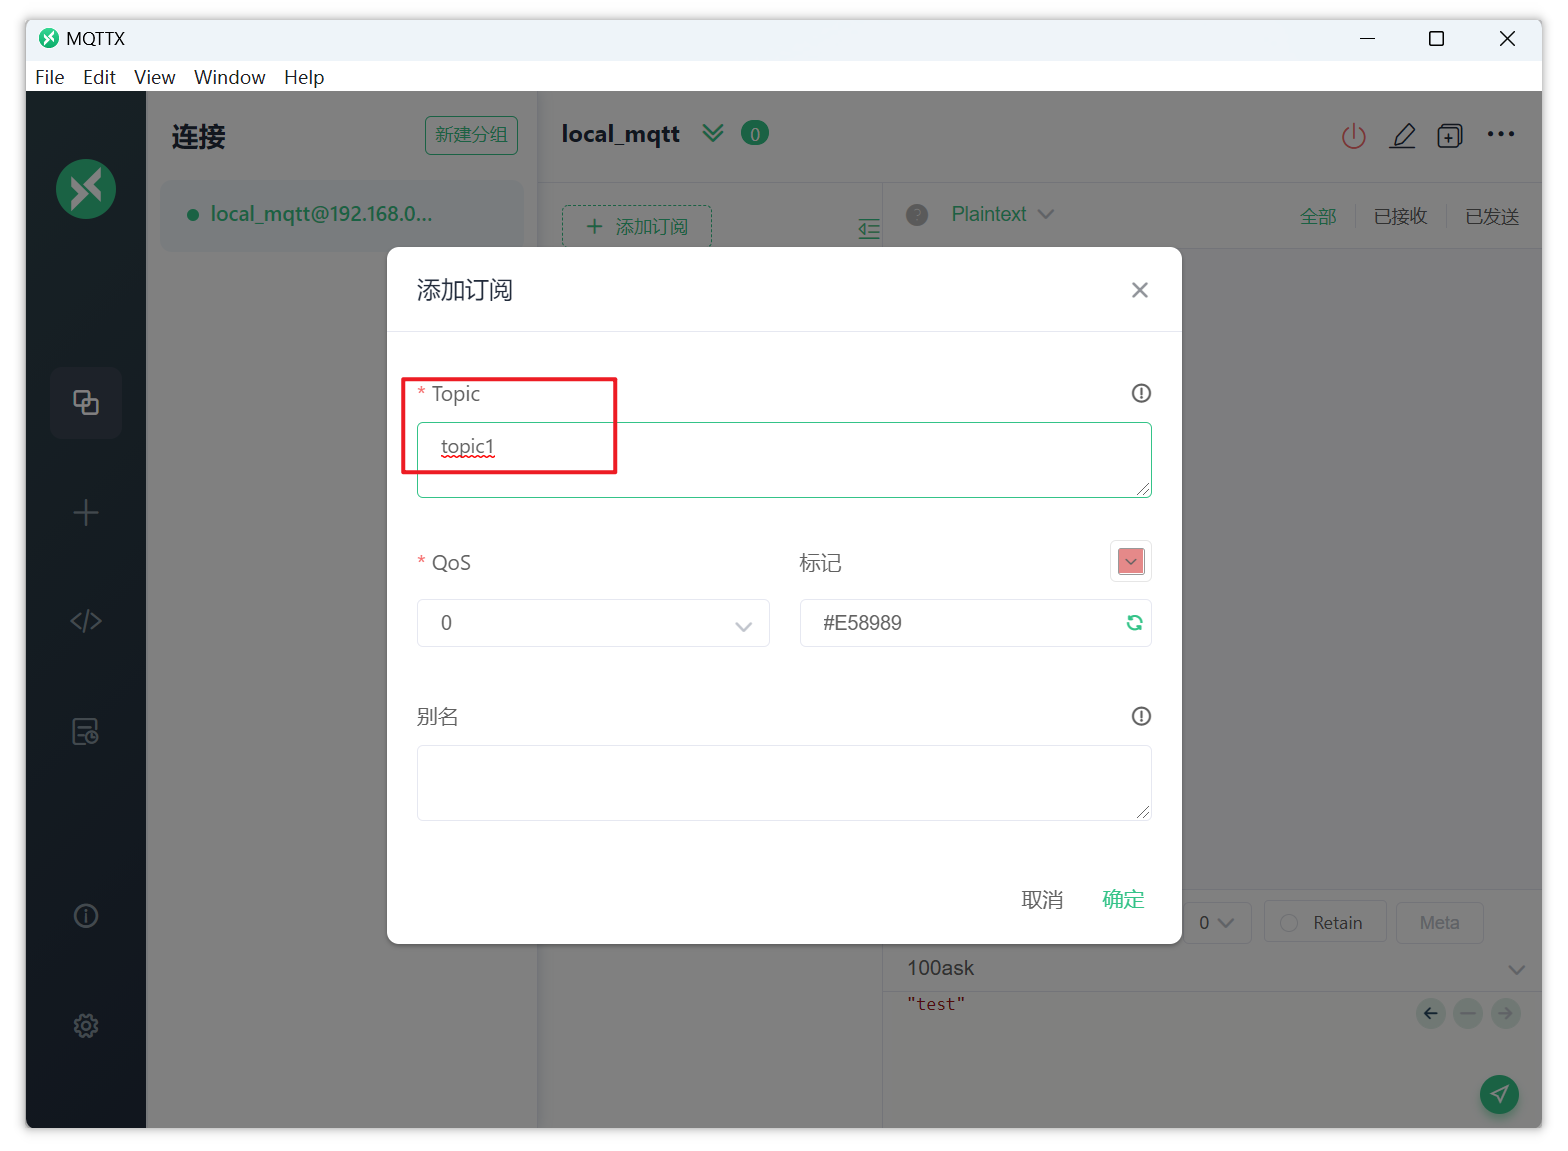 MQTTX
File Edit View Window Help
连接
新建分组
local_mqtt@192.168.0...
local_mqtt
0
添加订阅
Plaintext
全部
已接收
已发送
添加订阅
* Topic
topic1
* QoS
0
标记
#E58989
别名
取消
确定
0
Retain
Meta
100ask
"test"